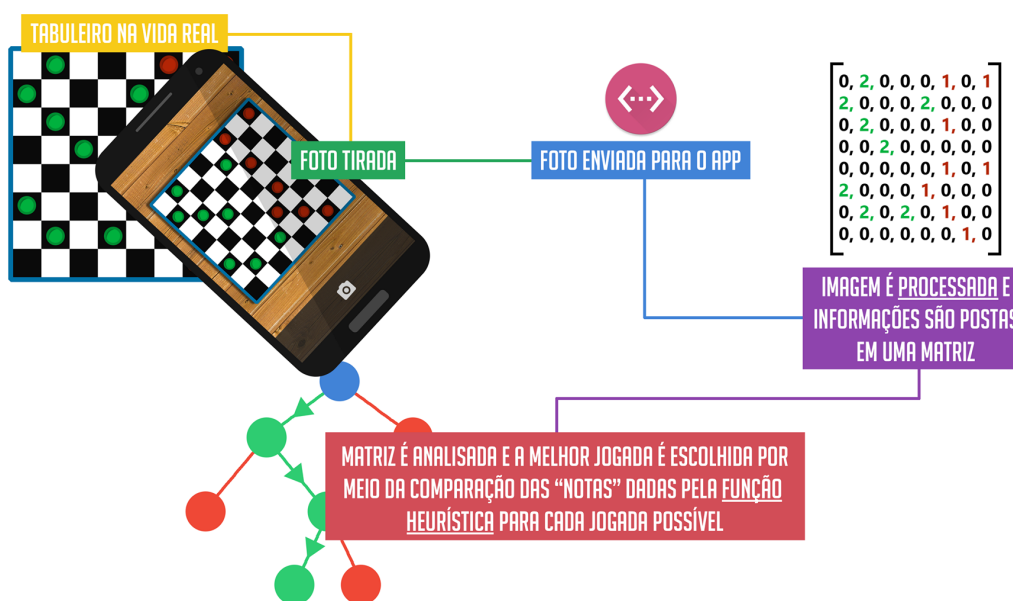 TABULEIRO NA VIDA REAL
FOTO TIRADA
FOTO ENVIADA PARA O APP
0, 2, 0, 0, 0, 1, 0, 1
2, 0, 0, 0, 2, 0, 0, 0
0, 2, 0, 0, 0, 1, 0, 0
0, 0, 2, 0, 0, 0, 0, 0
0, 0, 0, 0, 0, 1, 0, 1
2, 0, 0, 0, 1, 0, 0, 0
0, 2, 0, 2, 0, 1, 0, 0
0, 0, 0, 0, 0, 0, 1, 0
IMAGEM É PROCESSADA E
INFORMAÇÕES SÃO POSTAS
EM UMA MATRIZ
MATRIZ É ANALISADA E A MELHOR JOGADA É ESCOLHIDA POR
MEIO DA COMPARAÇÃO DAS “NOTAS” DADAS PELA FUNÇÃO
HEURÍSTICA PARA CADA JOGADA POSSÍVEL